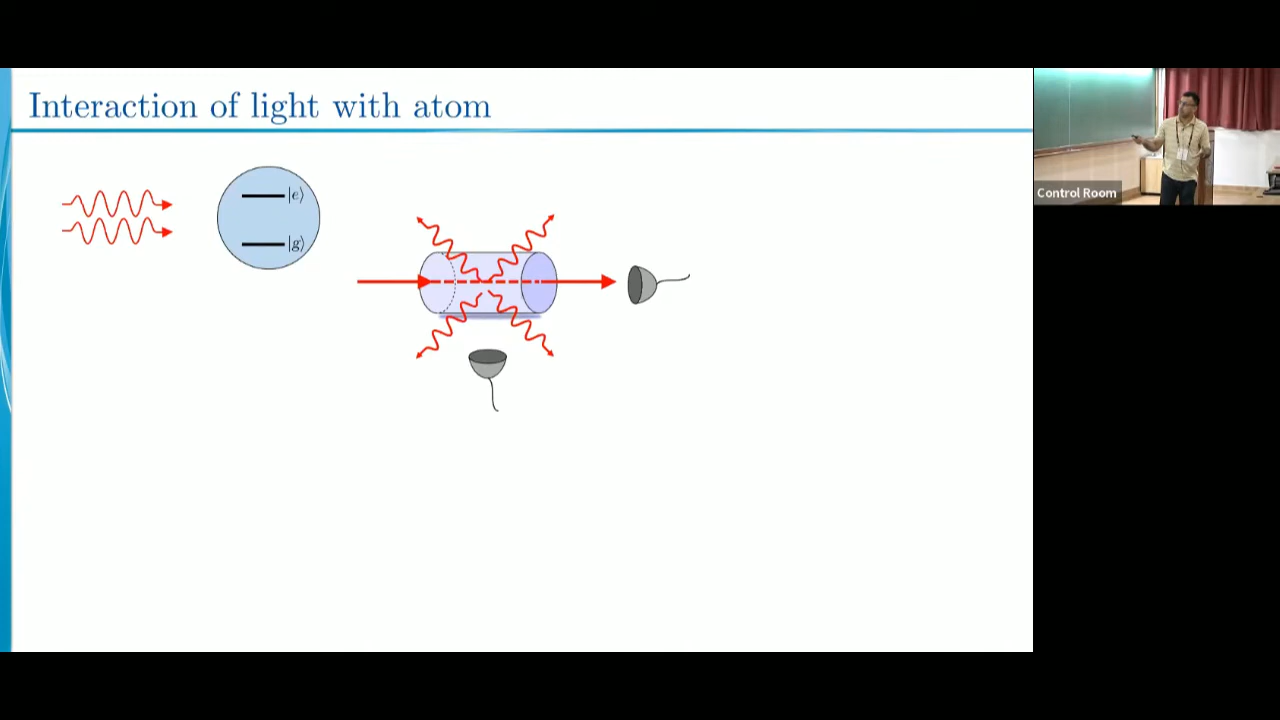 Interaction of light with atom
|e⟩
|g⟩
Control Room